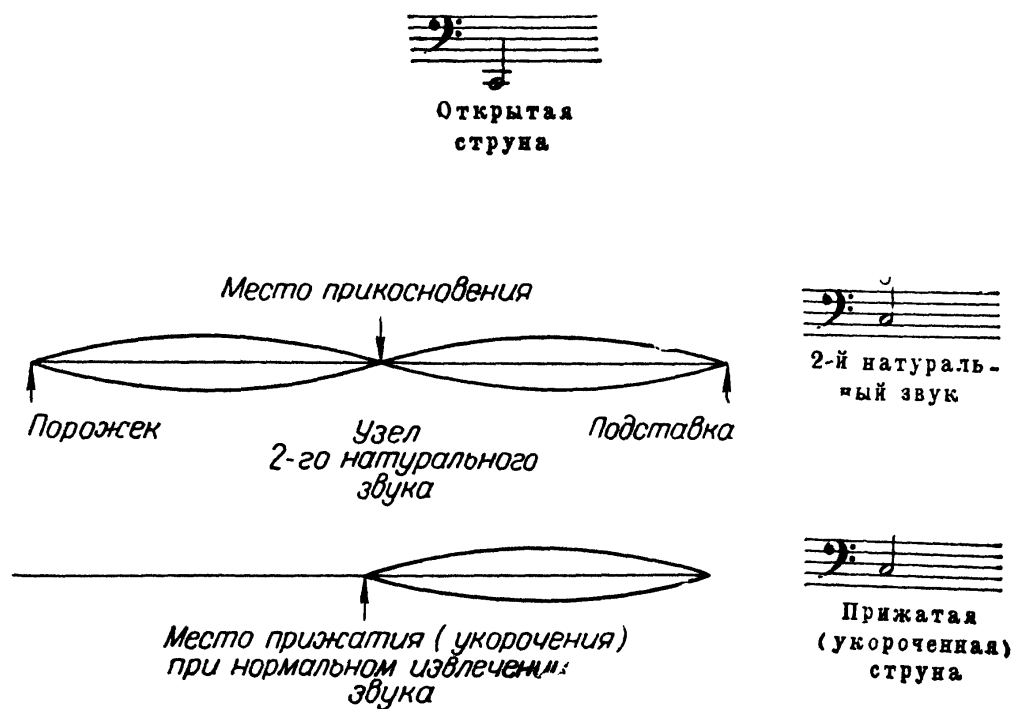 Открытая
струна
Место прикосновения
2-й натураль-
ный звук
Порожек
Узел
2-го натурального
звука
Подставка
Место прижатия (укорочения)
при нормальном извлечении
звука
Прижатая
(укороченная)
струна